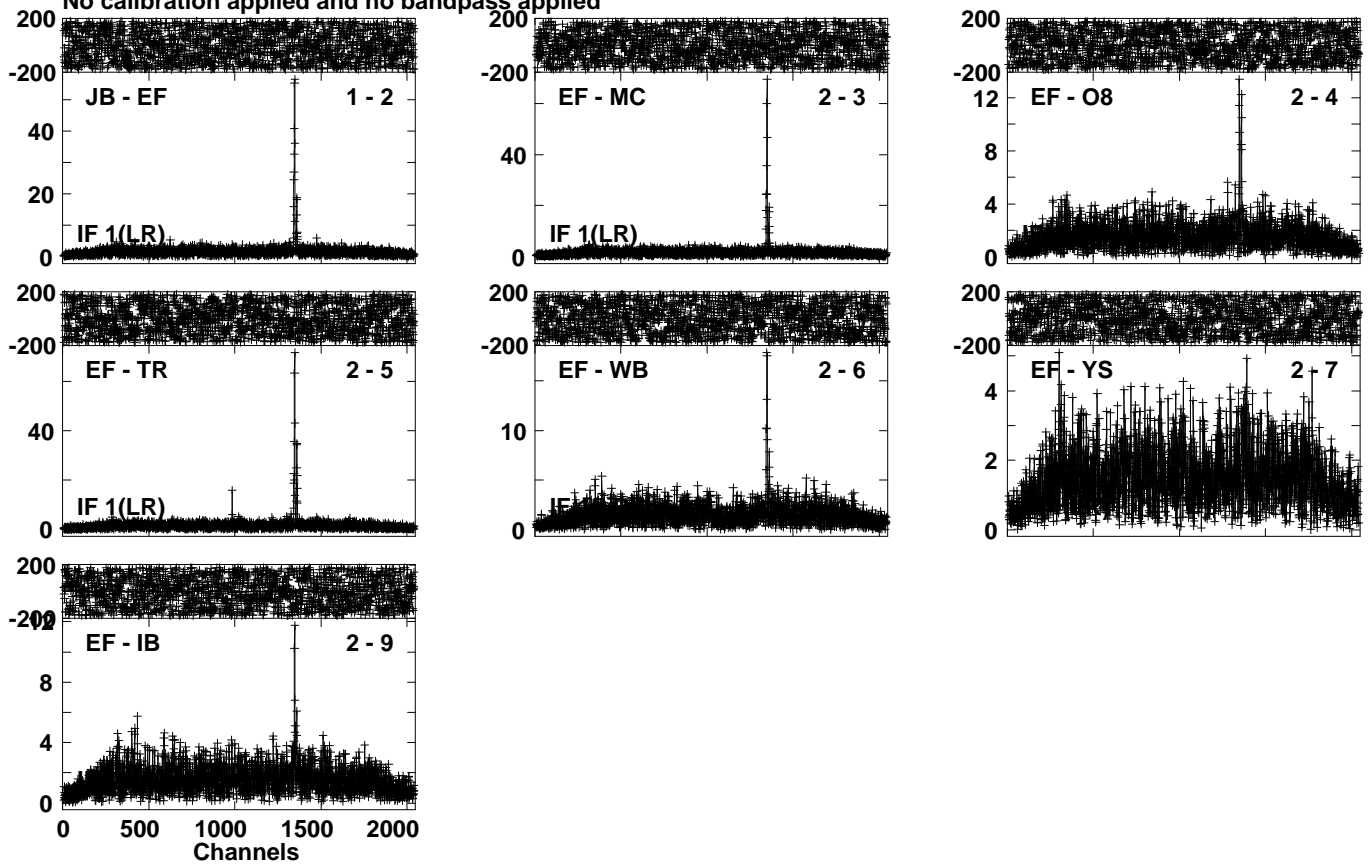 No calibration applied and no bandpass applied
200
-200
JB - EF 1 - 2
40
20
0
IF 1(LR)
200
-200
EF - MC 2 - 3
40
0
IF 1(LR)
200
-200
EF - O8 2 - 4
12
8
4
0
200
-200
EF - TR 2 - 5
40
0
IF 1(LR)
200
-200
EF - WB 2 - 6
10
0
IF
200
-200
EF - YS 2 - 7
4
2
0
200
-200
12
EF - IB 2 - 9
8
4
0
0 500 1000 1500 2000
Channels